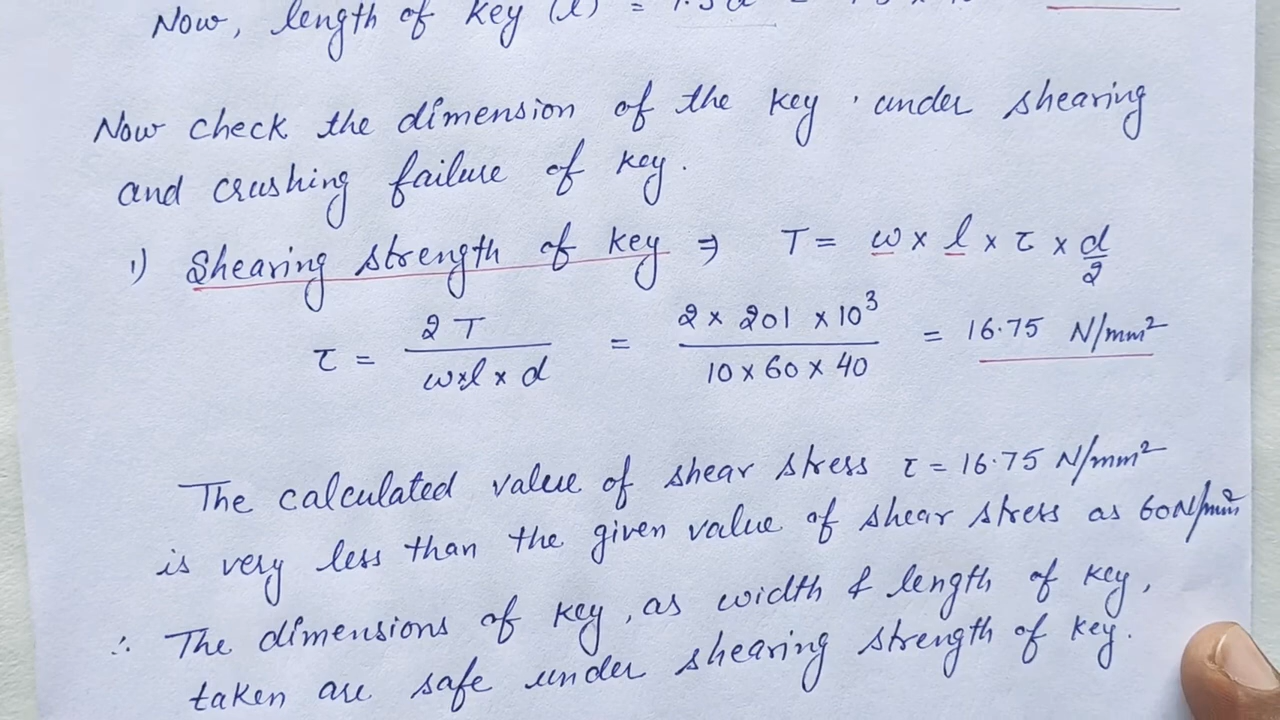 Now, length of key (l) =
Now check the dimension of the key. under shearing
and crushing failure of key.
1) Shearing strength of key ⇒ T = w × l × τ × d/2
τ = 2T / w×l×d = 2 × 201 × 10³ / 10 × 60 × 40 = 16.75 N/mm²
The calculated value of shear stress τ = 16.75 N/mm²
is very less than the given value of shear stress as 60N/mm²
∴ The dimensions of key, as width & length of key,
taken are safe under shearing strength of key.